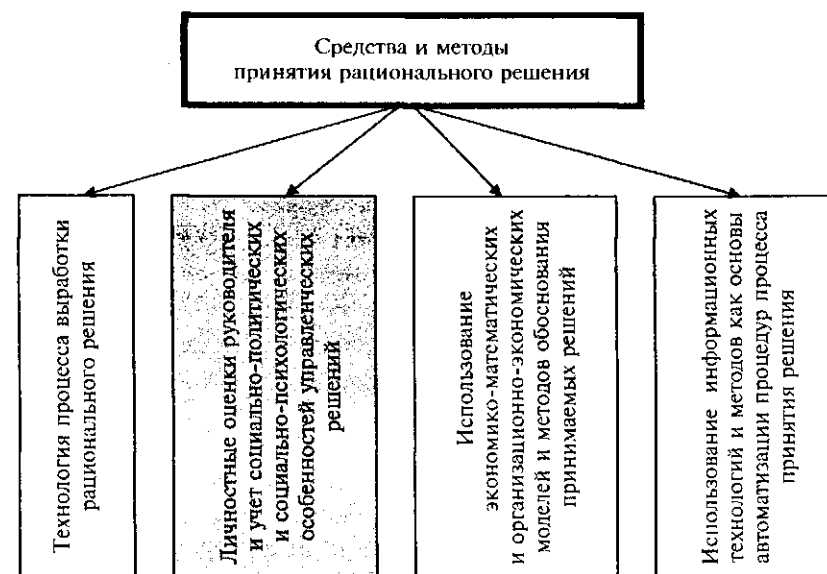 Средства и методы
принятия рационального решения
Технология процесса выработки
рационального решения
Личностные оценки руководителя
и учет социально-политических
и социально-психологических
особенностей управленческих
решений
Использование
экономико-математических
и организационно-экономических
моделей и методов обоснования
принимаемых решений
Использование информационных
технологий и методов как основы
автоматизации процедур процесса
принятия решения